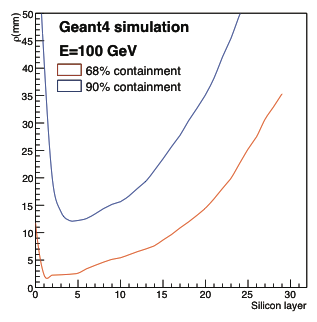 ρ(mm)
Geant4 simulation
E=100 GeV
68% containment
90% containment
50
45
40
35
30
25
20
15
10
5
0
0 5 10 15 20 25 30
Silicon layer